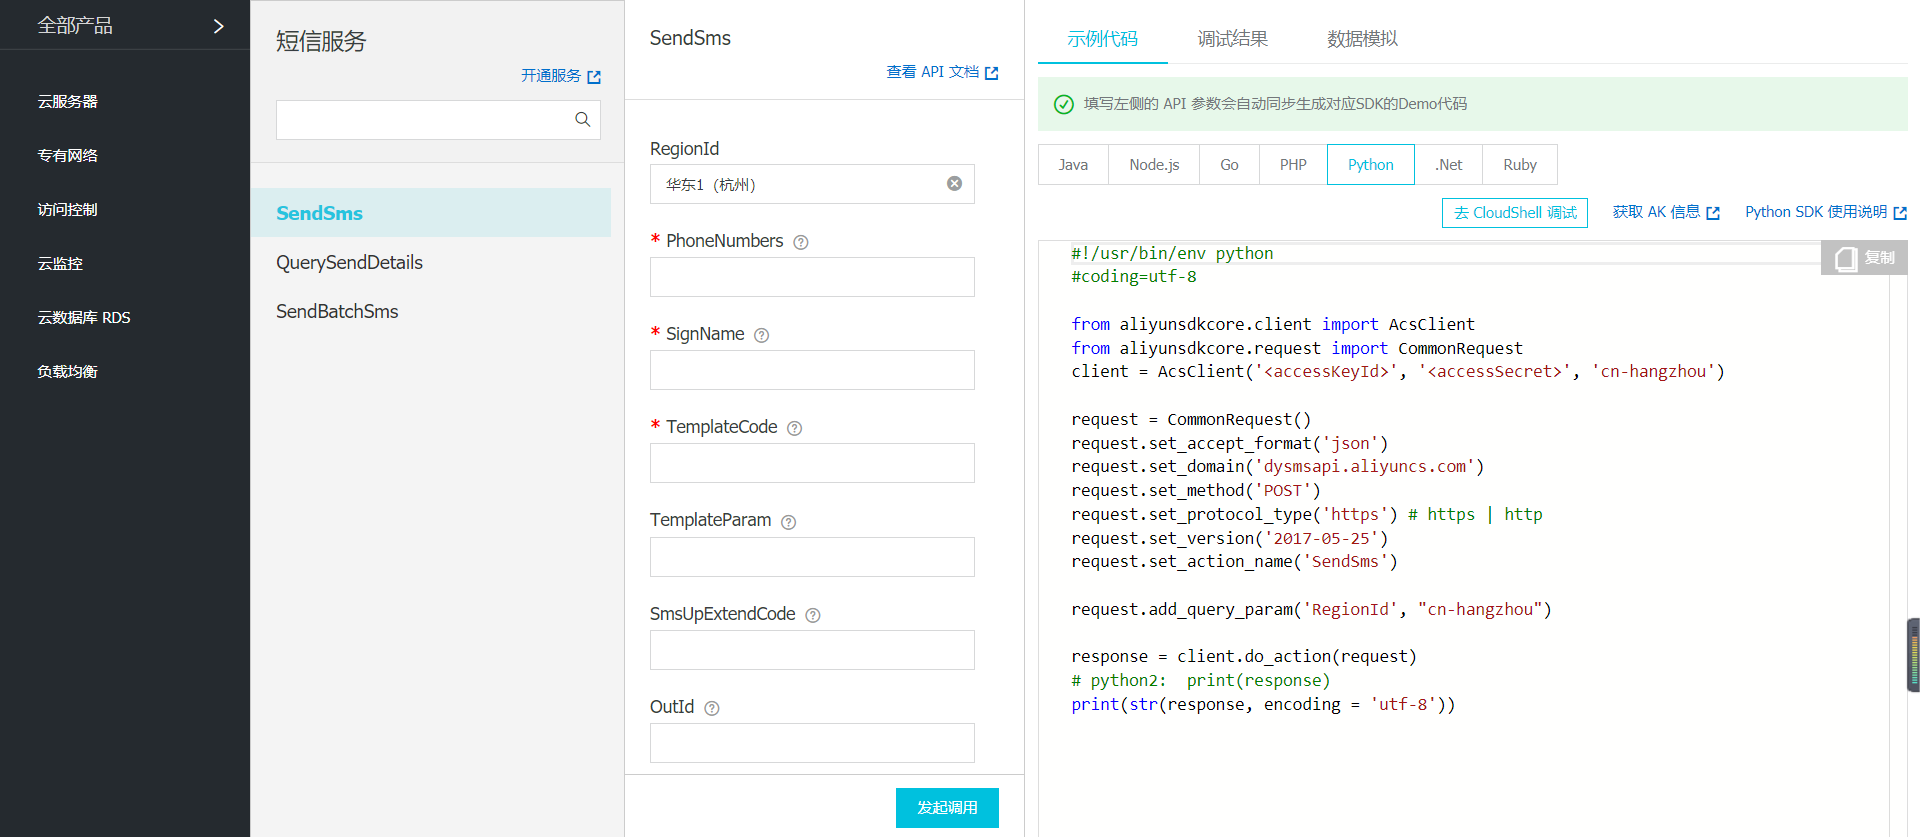 全部产品
云服务器
专有网络
访问控制
云监控
云数据库 RDS
负载均衡
短信服务
开通服务
SendSms
QuerySendDetails
SendBatchSms
SendSms
查看 API 文档
RegionId
华东1（杭州）
* PhoneNumbers
* SignName
* TemplateCode
TemplateParam
SmsUpExtendCode
OutId
发起调用
示例代码 调试结果 数据模拟
填写左侧的 API 参数会自动同步生成对应SDK的Demo代码
Java Node.js Go PHP Python .Net Ruby
去 CloudShell 调试 获取 AK 信息 Python SDK 使用说明
复制
#!/usr/bin/env python
#coding=utf-8
from aliyunsdkcore.client import AcsClient
from aliyunsdkcore.request import CommonRequest
client = AcsClient('<accessKeyId>', '<accessSecret>', 'cn-hangzhou')
request = CommonRequest()
request.set_accept_format('json')
request.set_domain('dysmsapi.aliyuncs.com')
request.set_method('POST')
request.set_protocol_type('https') # https | http
request.set_version('2017-05-25')
request.set_action_name('SendSms')
request.add_query_param('RegionId', "cn-hangzhou")
response = client.do_action(request)
# python2:  print(response)
print(str(response, encoding = 'utf-8'))